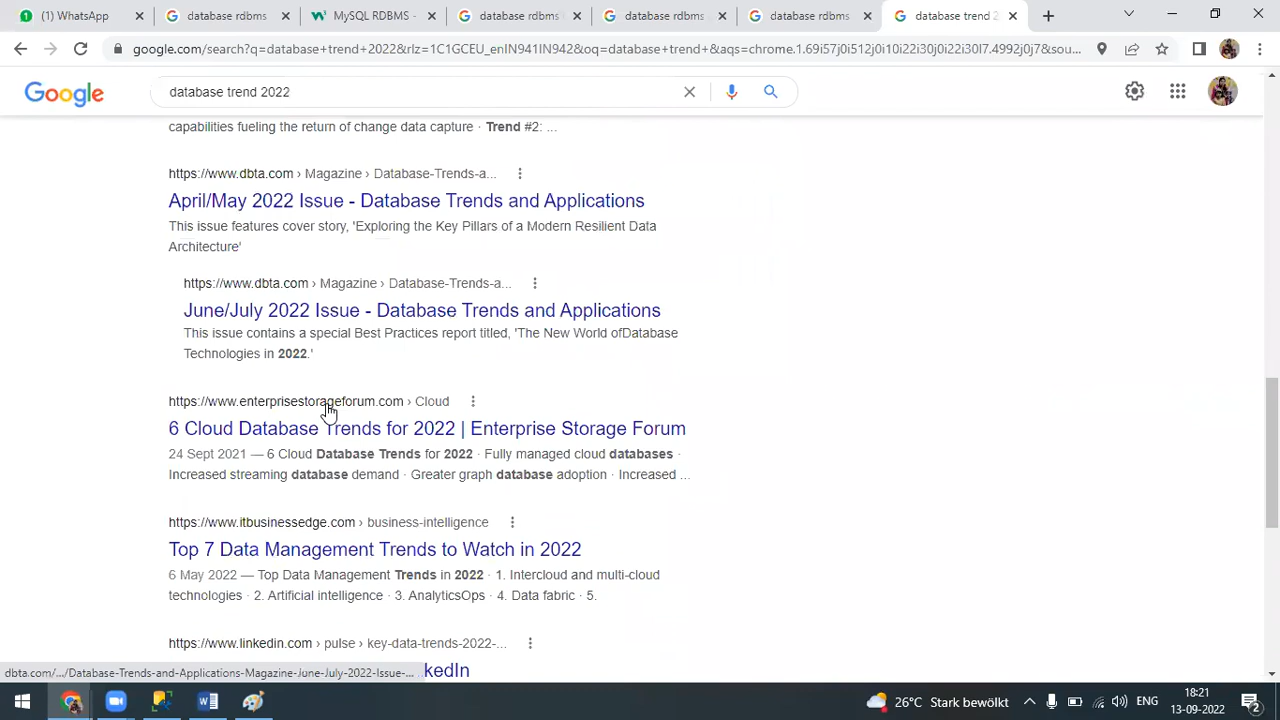 (1) WhatsApp
database rdbms
MySQL RDBMS -
database rdbms
database rdbms
database rdbms
database trend 2
google.com/search?q=database+trend+2022&rlz=1C1GCEU_enIN941IN942&oq=database+trend+&aqs=chrome.1.69i57j0i512j0i10i22i30j0i22i30l7.4992j0j7&sou...
Google
database trend 2022
capabilities fueling the return of change data capture · Trend #2: ...
https://www.dbta.com › Magazine › Database-Trends-a...
April/May 2022 Issue - Database Trends and Applications
This issue features cover story, 'Exploring the Key Pillars of a Modern Resilient Data
Architecture'
https://www.dbta.com › Magazine › Database-Trends-a...
June/July 2022 Issue - Database Trends and Applications
This issue contains a special Best Practices report titled, 'The New World ofDatabase
Technologies in 2022.'
https://www.enterprisestorageforum.com › Cloud
6 Cloud Database Trends for 2022 | Enterprise Storage Forum
24 Sept 2021 — 6 Cloud Database Trends for 2022 · Fully managed cloud databases ·
Increased streaming database demand · Greater graph database adoption · Increased ...
https://www.itbusinessedge.com › business-intelligence
Top 7 Data Management Trends to Watch in 2022
6 May 2022 — Top Data Management Trends in 2022 · 1. Intercloud and multi-cloud
technologies · 2. Artificial intelligence · 3. AnalyticsOps · 4. Data fabric · 5.
https://www.linkedin.com › pulse › key-data-trends-2022-...
kedIn
dbta.com/.../Database-Trends-and-Applications-Magazine-June-July-2022-Issue-...
26°C Stark bewölkt
ENG
18:21
13-09-2022
2